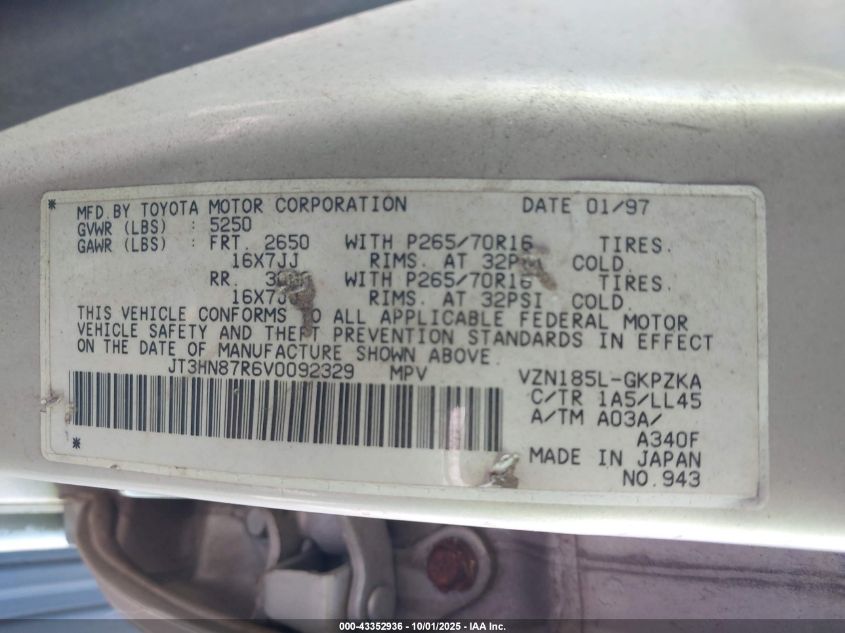 * MFD.BY TOYOTA MOTOR CORPORATION DATE 01/97
GVWR (LBS) : 5250
GAWR (LBS) : FRT. 2650 WITH P265/70R16 TIRES.
16X7JJ RIMS. AT 32 COLD.
RR. WITH P265/70R16 TIRES.
16X7J RIMS. AT 32PSI COLD.
THIS VEHICLE CONFORMS TO ALL APPLICABLE FEDERAL MOTOR
VEHICLE SAFETY AND THEFT PREVENTION STANDARDS IN EFFECT
ON THE DATE OF MANUFACTURE SHOWN ABOVE.
JT3HN87R6V0092329 MPV VZN185L-GKPZKA
C/TR 1A5/LL45
A/TM A03A/
A340F
* MADE IN JAPAN
NO.943
000-43352936 - 10/01/2025 - IAA Inc.